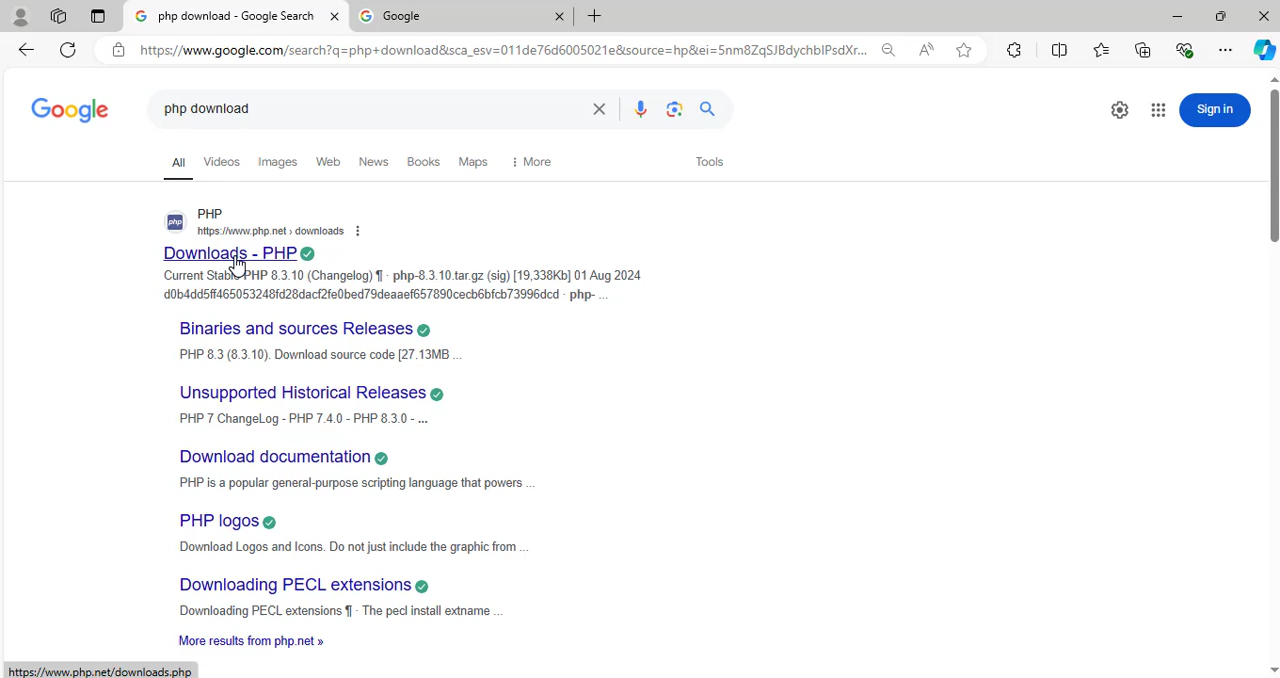 php download - Google Search
Google
https://www.google.com/search?q=php+download&sca_esv=011de76d6005021e&source=hp&ei=5nm8ZqSJBdychbIPsdXr...
Google
php download
Sign in
All
Videos
Images
Web
News
Books
Maps
More
Tools
php
PHP
https://www.php.net › downloads
Downloads - PHP
Current Stable PHP 8.3.10 (Changelog) ¶ · php-8.3.10.tar.gz (sig) [19,338Kb] 01 Aug 2024
d0b4dd5ff465053248fd28dacf2fe0bed79deaaef657890cecb6bfcb73996dcd · php- ...
Binaries and sources Releases
PHP 8.3 (8.3.10). Download source code [27.13MB ...
Unsupported Historical Releases
PHP 7 ChangeLog - PHP 7.4.0 - PHP 8.3.0 - ...
Download documentation
PHP is a popular general-purpose scripting language that powers ...
PHP logos
Download Logos and Icons. Do not just include the graphic from ...
Downloading PECL extensions
Downloading PECL extensions ¶ · The pecl install extname ...
More results from php.net »
https://www.php.net/downloads.php